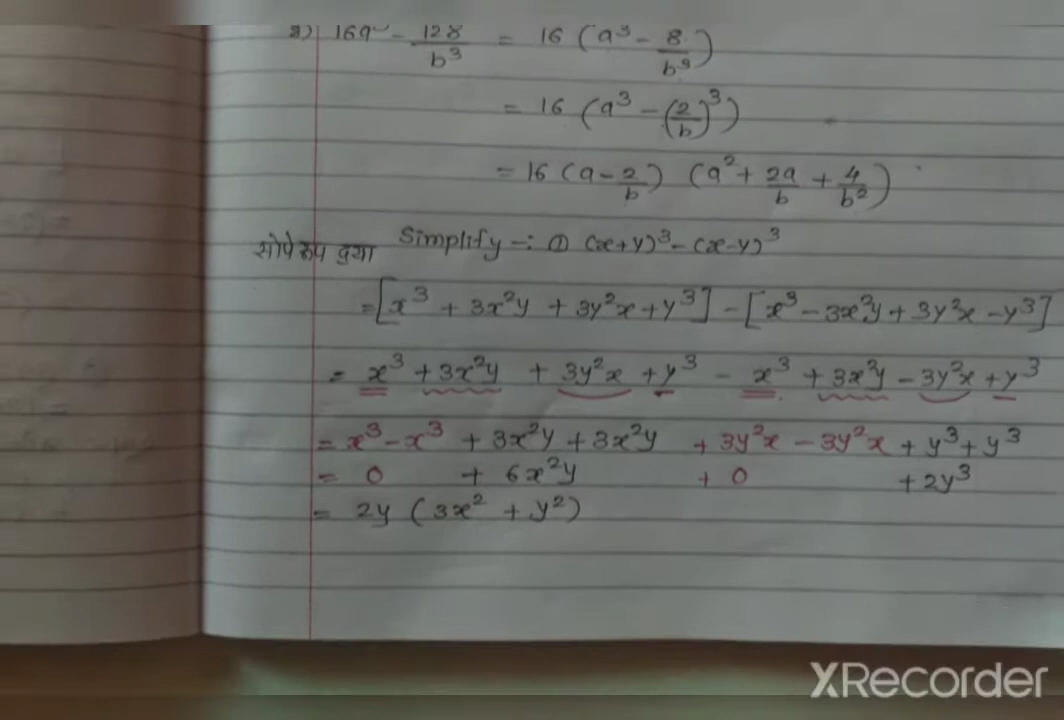 2) 16a³ - 128/b³ = 16 (a³ - 8/b³)
= 16 (a³ - (2/b)³)
= 16 (a - 2/b) (a² + 2a/b + 4/b²)
सोपे रूप द्या Simplify -: ① (x+y)³ - (x-y)³
= [x³ + 3x²y + 3y²x + y³] - [x³ - 3x²y + 3y²x - y³]
= x³ + 3x²y + 3y²x + y³ - x³ + 3x²y - 3y²x + y³
= x³ - x³ + 3x²y + 3x²y + 3y²x - 3y²x + y³ + y³
= 0 + 6x²y + 0 + 2y³
= 2y (3x² + y²)
XRecorder